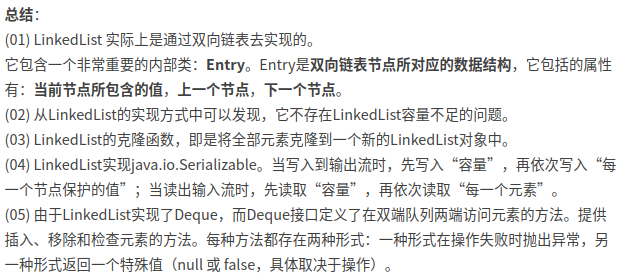 总结：
(01) LinkedList 实际上是通过双向链表去实现的。
它包含一个非常重要的内部类：Entry。Entry是双向链表节点所对应的数据结构，它包括的属性
有：当前节点所包含的值，上一个节点，下一个节点。
(02) 从LinkedList的实现方式中可以发现，它不存在LinkedList容量不足的问题。
(03) LinkedList的克隆函数，即是将全部元素克隆到一个新的LinkedList对象中。
(04) LinkedList实现java.io.Serializable。当写入到输出流时，先写入“容量”，再依次写入“每
一个节点保护的值”；当读出输入流时，先读取“容量”，再依次读取“每一个元素”。
(05) 由于LinkedList实现了Deque，而Deque接口定义了在双端队列两端访问元素的方法。提供
插入、移除和检查元素的方法。每种方法都存在两种形式：一种形式在操作失败时抛出异常，另
一种形式返回一个特殊值（null 或 false，具体取决于操作）。